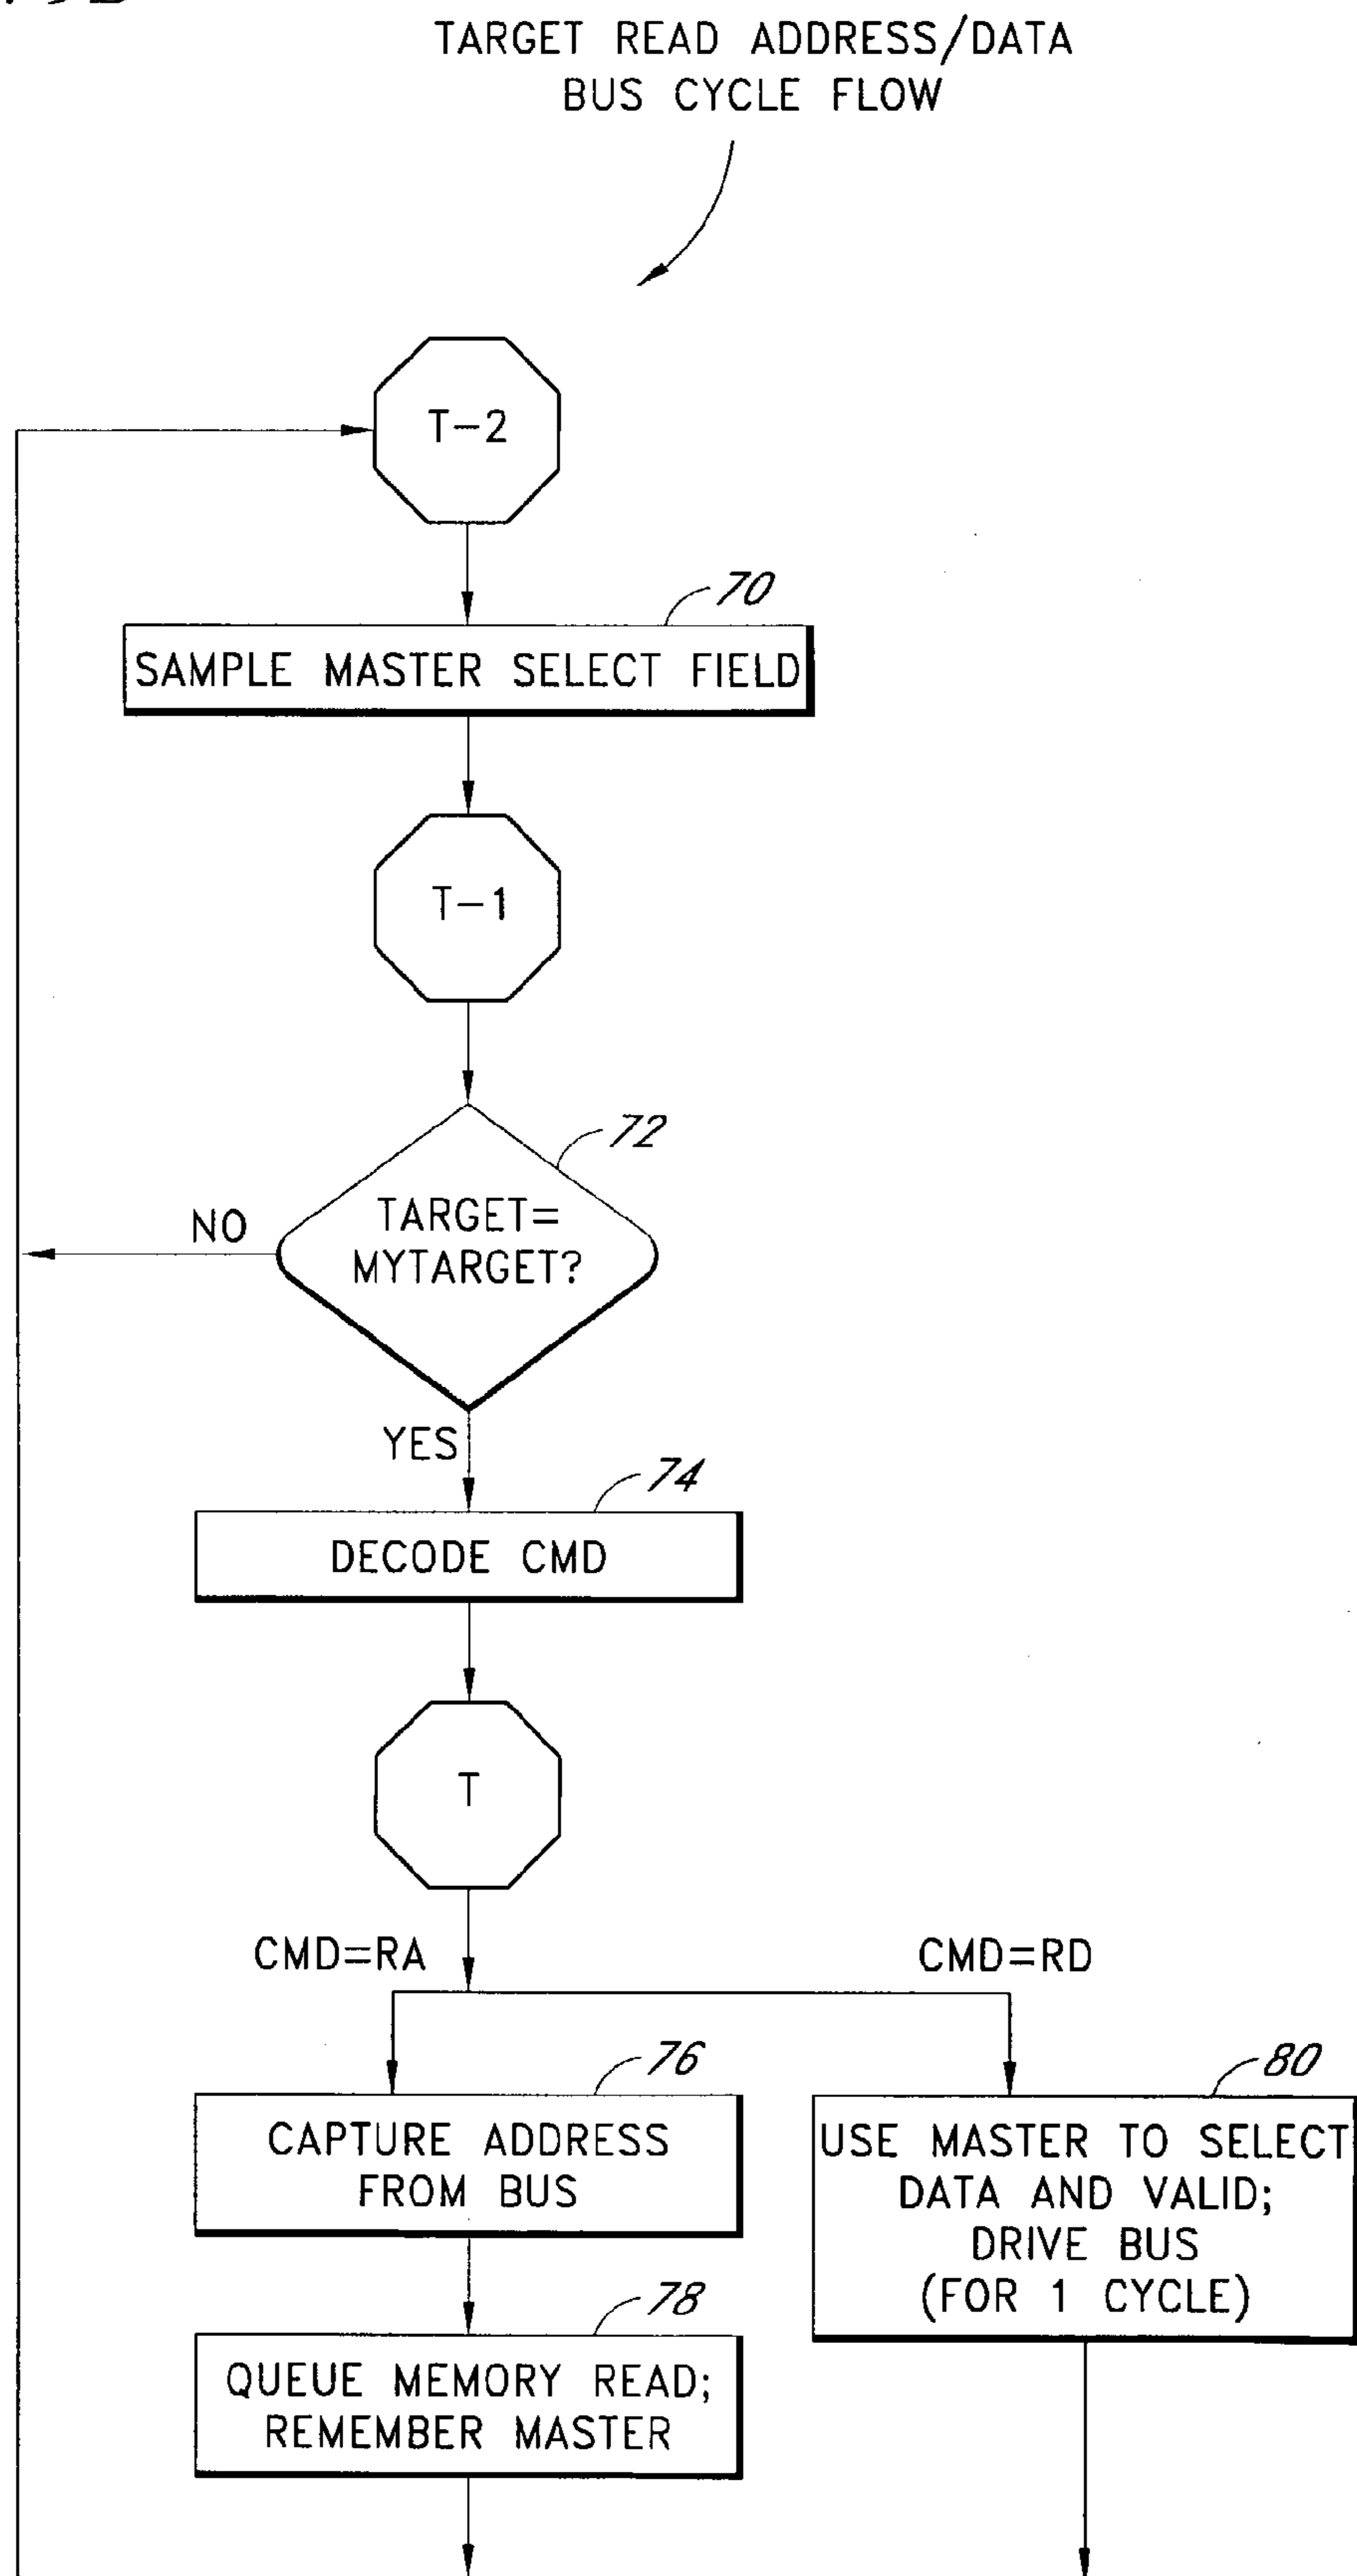 TARGET READ ADDRESS/DATA
BUS CYCLE FLOW
T-2
70
SAMPLE MASTER SELECT FIELD
T-1
72
TARGET=
MYTARGET?
NO
YES
74
DECODE CMD
T
CMD=RA
CMD=RD
76
CAPTURE ADDRESS
FROM BUS
80
USE MASTER TO SELECT
DATA AND VALID;
DRIVE BUS
(FOR 1 CYCLE)
78
QUEUE MEMORY READ;
REMEMBER MASTER